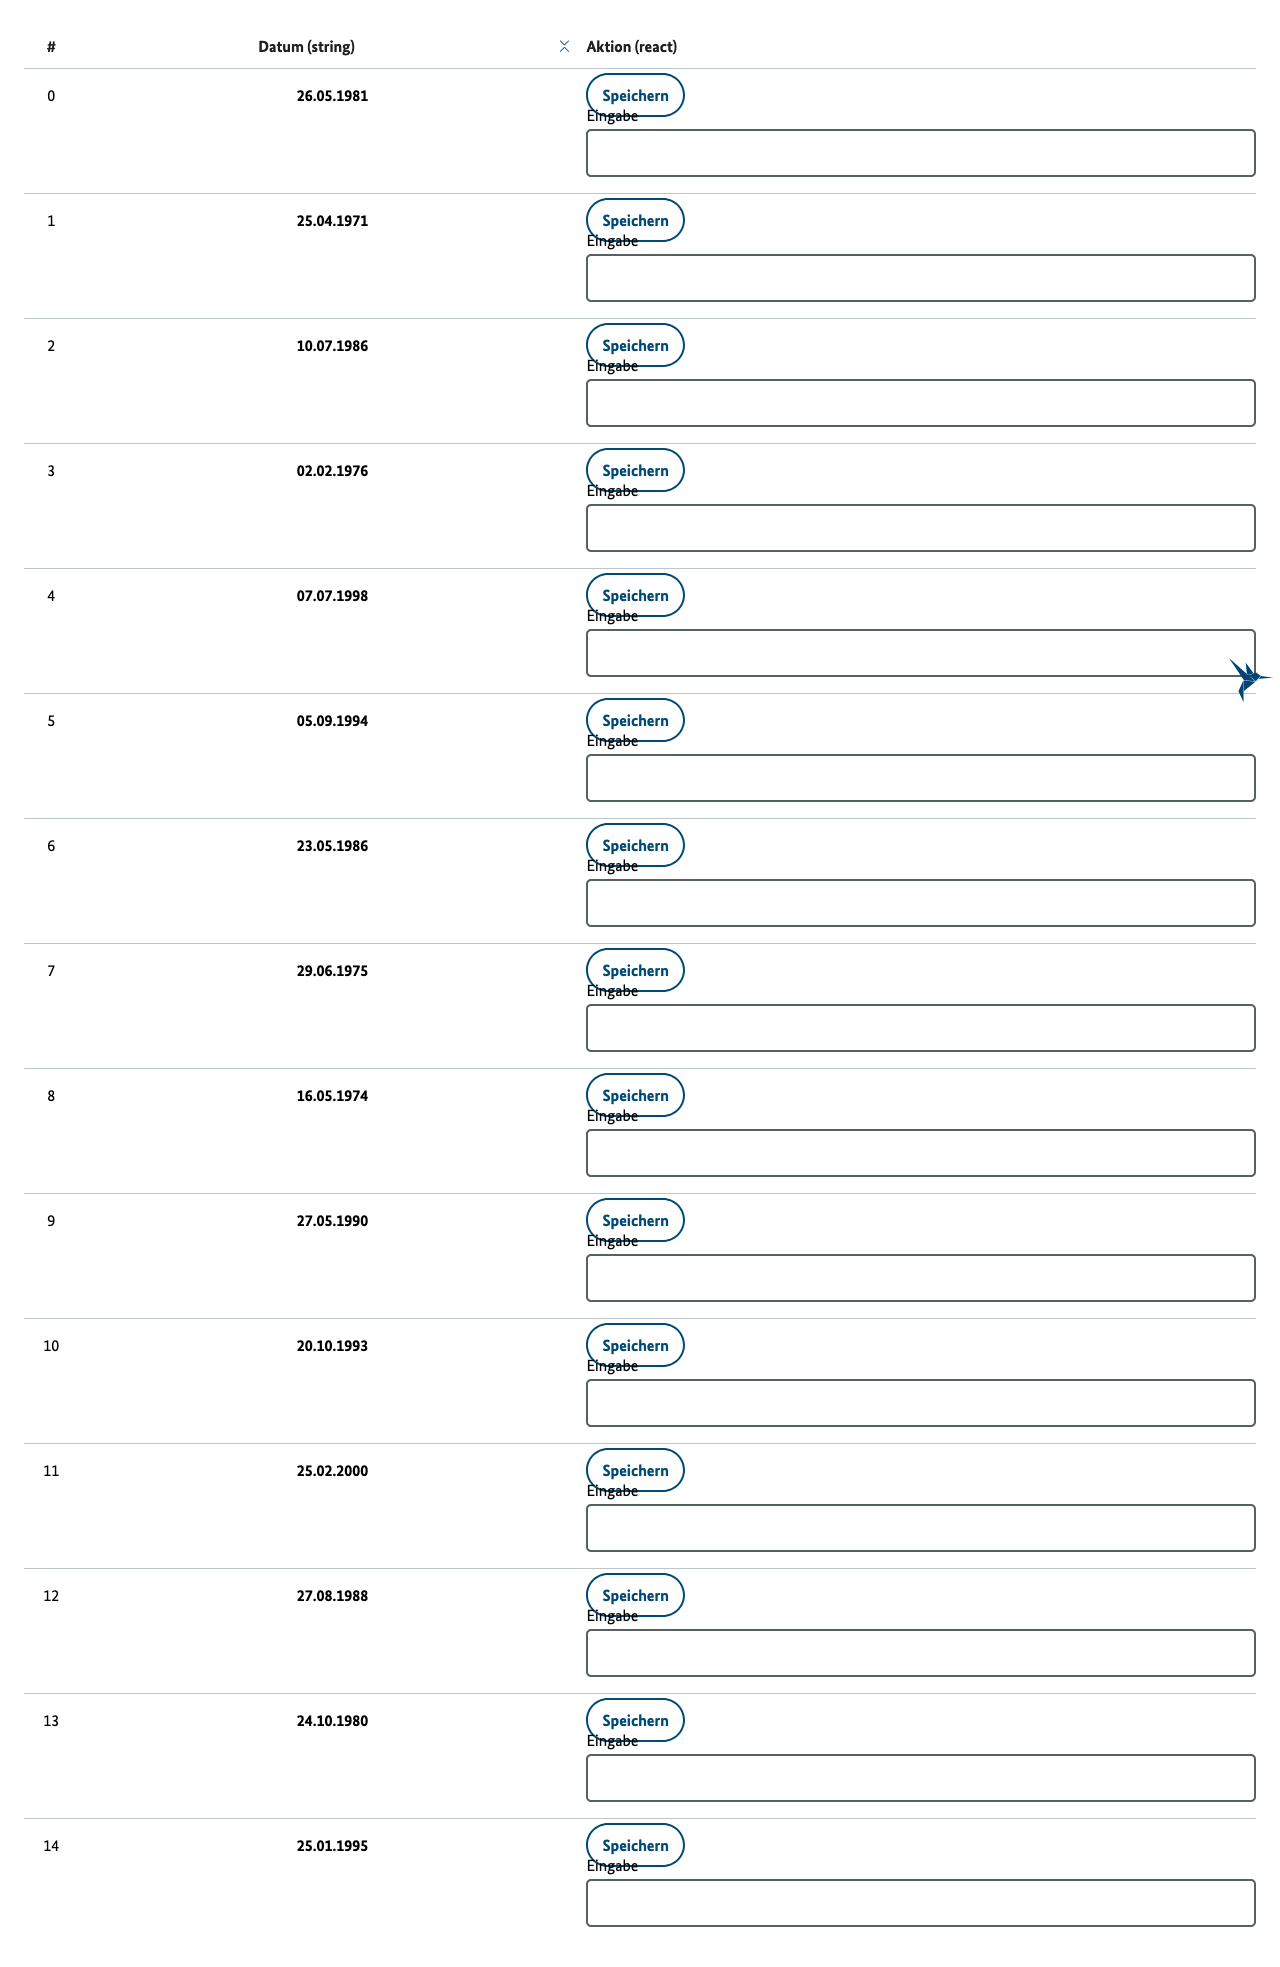 # Datum (string) Aktion (react)
0 26.05.1981 Speichern
Eingabe
1 25.04.1971 Speichern
Eingabe
2 10.07.1986 Speichern
Eingabe
3 02.02.1976 Speichern
Eingabe
4 07.07.1998 Speichern
Eingabe
5 05.09.1994 Speichern
Eingabe
6 23.05.1986 Speichern
Eingabe
7 29.06.1975 Speichern
Eingabe
8 16.05.1974 Speichern
Eingabe
9 27.05.1990 Speichern
Eingabe
10 20.10.1993 Speichern
Eingabe
11 25.02.2000 Speichern
Eingabe
12 27.08.1988 Speichern
Eingabe
13 24.10.1980 Speichern
Eingabe
14 25.01.1995 Speichern
Eingabe